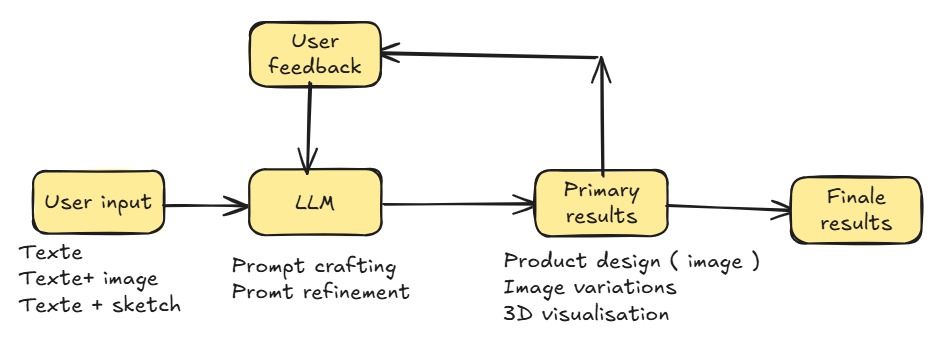 User
feedback
User input
LLM
Primary
results
Finale
results
Texte
Texte+ image
Texte + sketch
Prompt crafting
Promt refinement
Product design ( image )
Image variations
3D visualisation